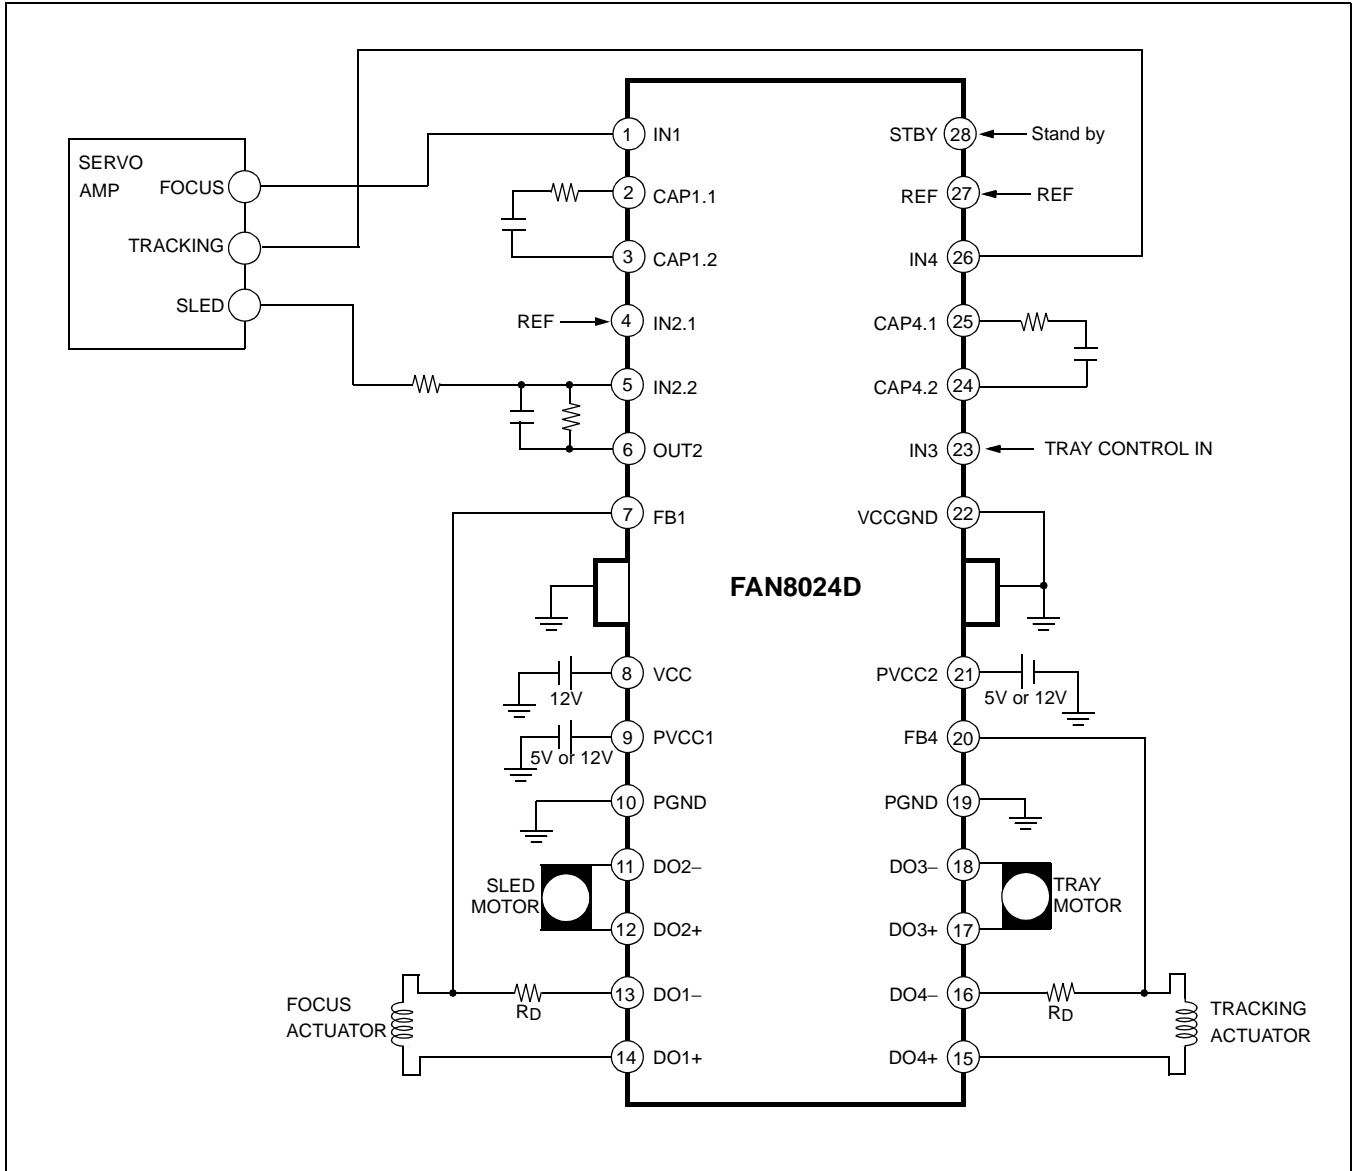 SERVO
AMP
FOCUS
TRACKING
SLED
1 IN1
2 CAP1.1
3 CAP1.2
REF 4 IN2.1
5 IN2.2
6 OUT2
7 FB1
8 VCC
12V
9 PVCC1
5V or 12V
10 PGND
11 DO2−
SLED
MOTOR
12 DO2+
13 DO1−
RD
FOCUS
ACTUATOR
14 DO1+
FAN8024D
STBY 28 Stand by
REF 27 REF
IN4 26
CAP4.1 25
CAP4.2 24
IN3 23 TRAY CONTROL IN
VCCGND 22
PVCC2 21
5V or 12V
FB4 20
PGND 19
DO3− 18
TRAY
MOTOR
DO3+ 17
DO4− 16
RD
TRACKING
ACTUATOR
DO4+ 15